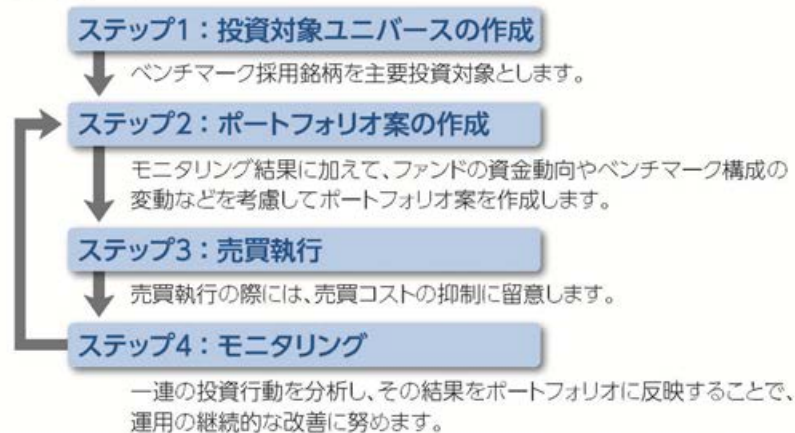 ステップ1：投資対象ユニバースの作成
ベンチマーク採用銘柄を主要投資対象とします。
ステップ2：ポートフォリオ案の作成
モニタリング結果に加えて、ファンドの資金動向やベンチマーク構成の
変動などを考慮してポートフォリオ案を作成します。
ステップ3：売買執行
売買執行の際には、売買コストの抑制に留意します。
ステップ4：モニタリング
一連の投資行動を分析し、その結果をポートフォリオに反映することで、
運用の継続的な改善に努めます。